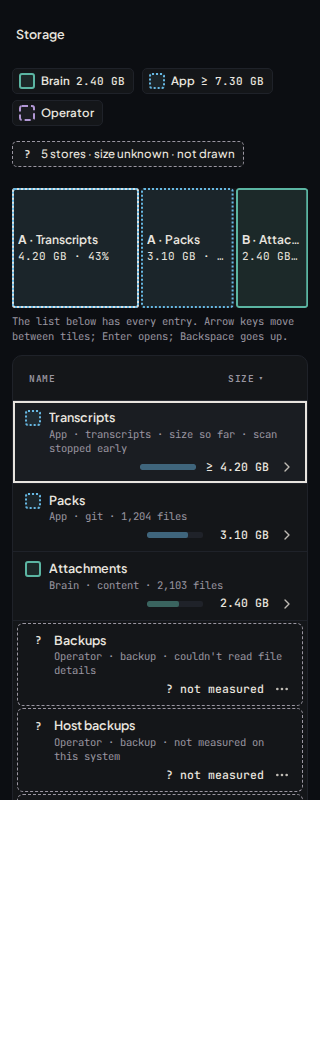 Storage
Brain 2.40 GB
App ≥ 7.30 GB
Operator
? 5 stores · size unknown · not drawn
A · Transcripts
4.20 GB · 43%
A · Packs
3.10 GB · …
B · Attac…
2.40 GB…
The list below has every entry. Arrow keys move
between tiles; Enter opens; Backspace goes up.
NAME
SIZE
Transcripts
App · transcripts · size so far · scan
stopped early
≥ 4.20 GB
Packs
App · git · 1,204 files
3.10 GB
Attachments
Brain · content · 2,103 files
2.40 GB
? Backups
Operator · backup · couldn't read file
details
? not measured
? Host backups
Operator · backup · not measured on
this system
? not measured